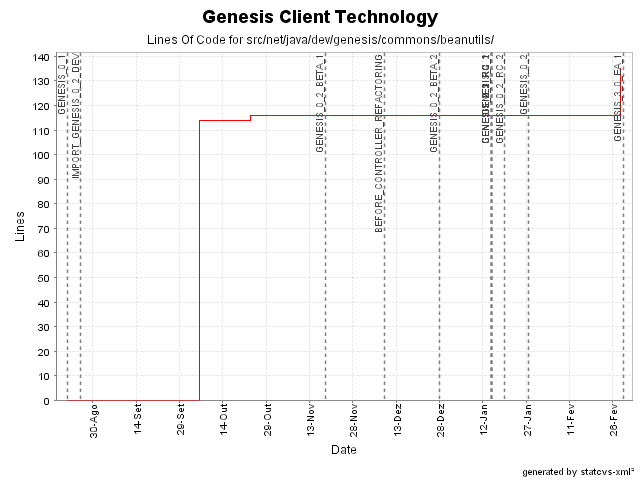 Genesis Client Technology
Lines Of Code for src/net/java/dev/genesis/commons/beanutils/
Lines
140
130
120
110
100
90
80
70
60
50
40
30
20
10
0
GENESIS_0_1
IMPORT_GENESIS_0_2_DEV
GENESIS_0_2_BETA_1
BEFORE_CONTROLLER_REFACTORING
GENESIS_0_2_BETA_2
GENESIS_0_2_RC_2
GENESIS_0_2
GENESIS_3_0_EA_1
30-Ago
14-Set
29-Set
14-Out
29-Out
13-Nov
28-Nov
13-Dez
28-Dez
12-Jan
27-Jan
11-Fev
26-Fev
Date
generated by statcvs-xml²